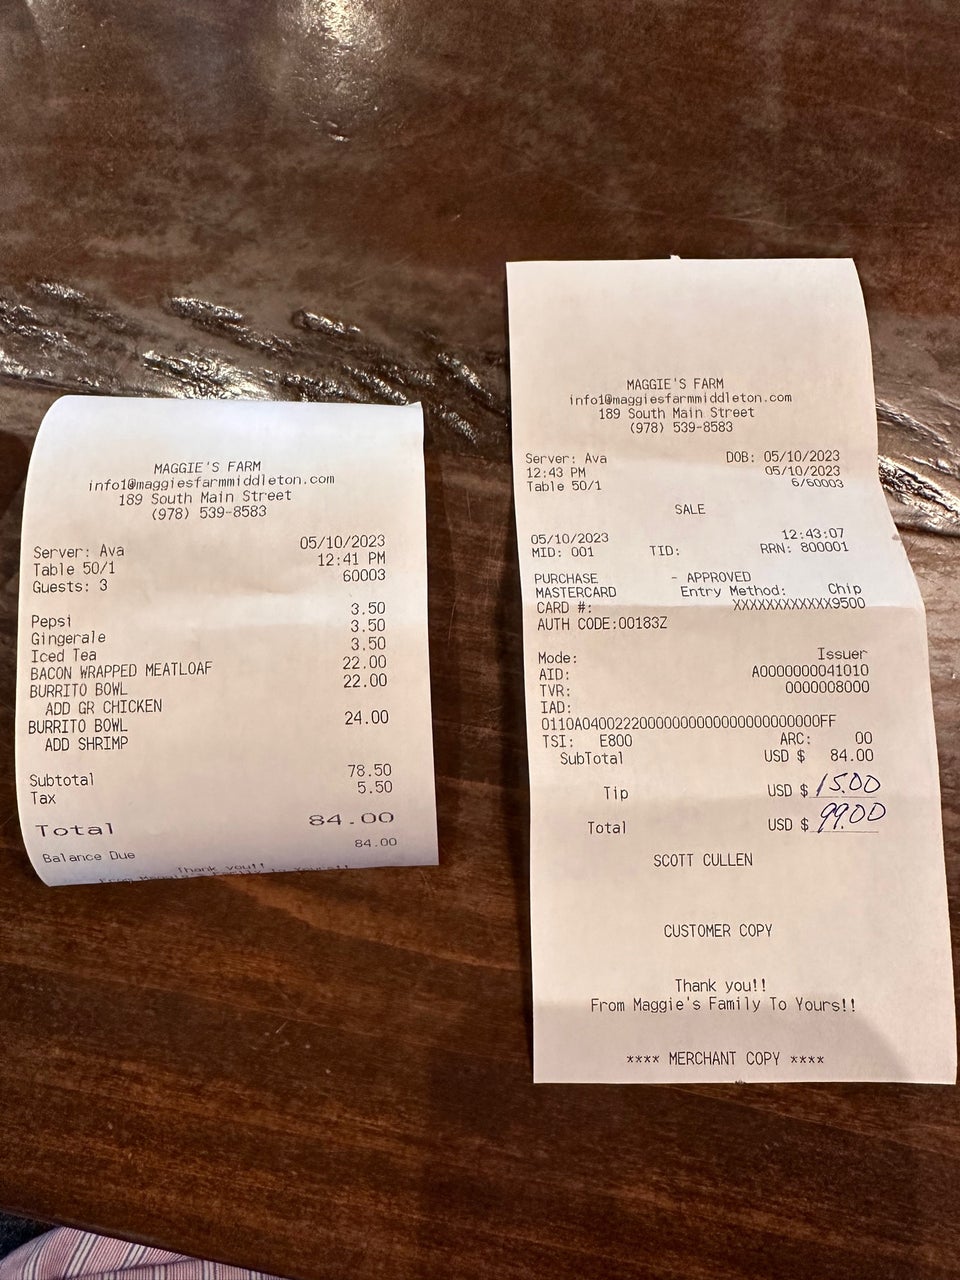 MAGGIE'S FARM
info1@maggiesfarmmiddleton.com
189 South Main Street
(978) 539-8583
Server: Ava 05/10/2023
Table 50/1 12:41 PM
Guests: 3 60003
Pepsi 3.50
Gingerale 3.50
Iced Tea 3.50
BACON WRAPPED MEATLOAF 22.00
BURRITO BOWL 22.00
ADD GR CHICKEN
BURRITO BOWL 24.00
ADD SHRIMP
Subtotal 78.50
Tax 5.50
Total 84.00
Balance Due 84.00
Thank you!!
From Maggie's Family To Yours!!
MAGGIE'S FARM
info1@maggiesfarmmiddleton.com
189 South Main Street
(978) 539-8583
Server: Ava DOB: 05/10/2023
12:43 PM 05/10/2023
Table 50/1 6/60003
SALE
12:43:07
05/10/2023
MID: 001 TID: RRN: 800001
PURCHASE - APPROVED
MASTERCARD Entry Method: Chip
CARD #: XXXXXXXXXXXX9500
AUTH CODE:00183Z
Mode: Issuer
AID: A0000000041010
TVR: 0000008000
IAD:
TSI: E800 ARC: 00
SubTotal USD $ 84.00
Tip USD $ 15.00
Total USD $ 99.00
SCOTT CULLEN
CUSTOMER COPY
Thank you!!
From Maggie's Family To Yours!!
**** MERCHANT COPY ****